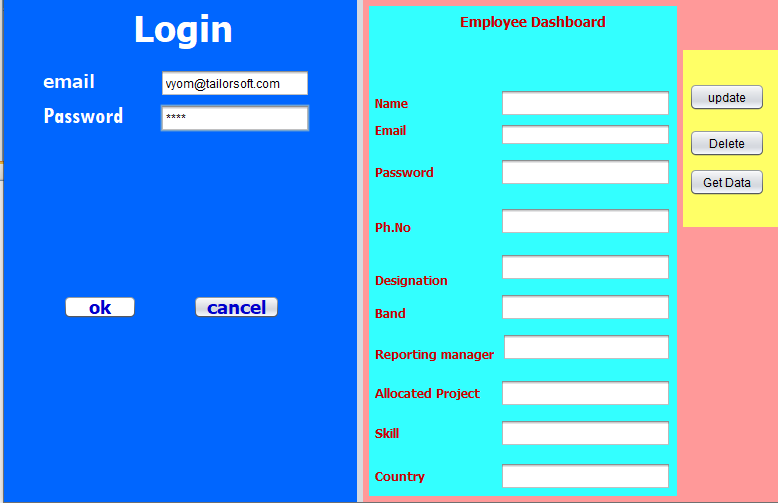 Login
email
vyom@tailorsoft.com
Password
****
ok
cancel
Employee Dashboard
Name
Email
Password
Ph.No
Designation
Band
Reporting manager
Allocated Project
Skill
Country
update
Delete
Get Data